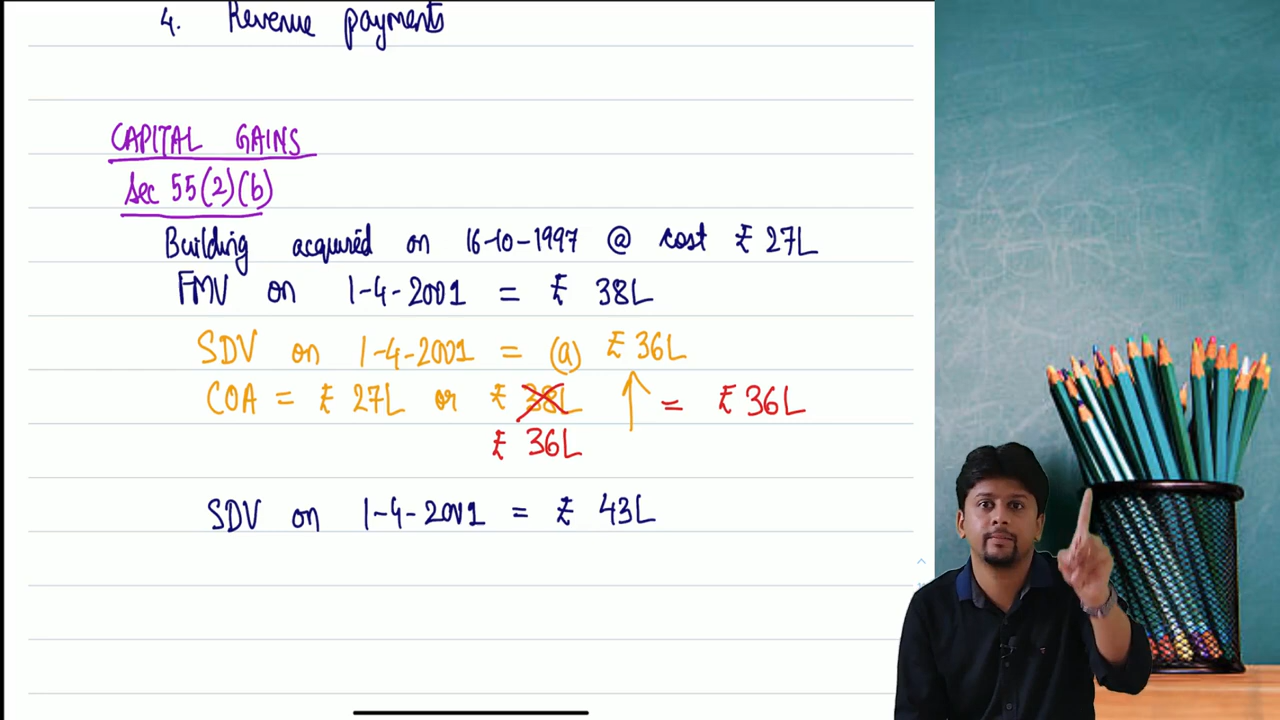 4. Revenue payments
CAPITAL GAINS
Sec 55(2)(b)
Building acquired on 16-10-1997 @ cost ₹ 27L
FMV on 1-4-2001 = ₹ 38L
SDV on 1-4-2001 = (a) ₹ 36L
COA = ₹ 27L or ₹ 38L ↑ = ₹ 36L
₹ 36L
SDV on 1-4-2001 = ₹ 43L